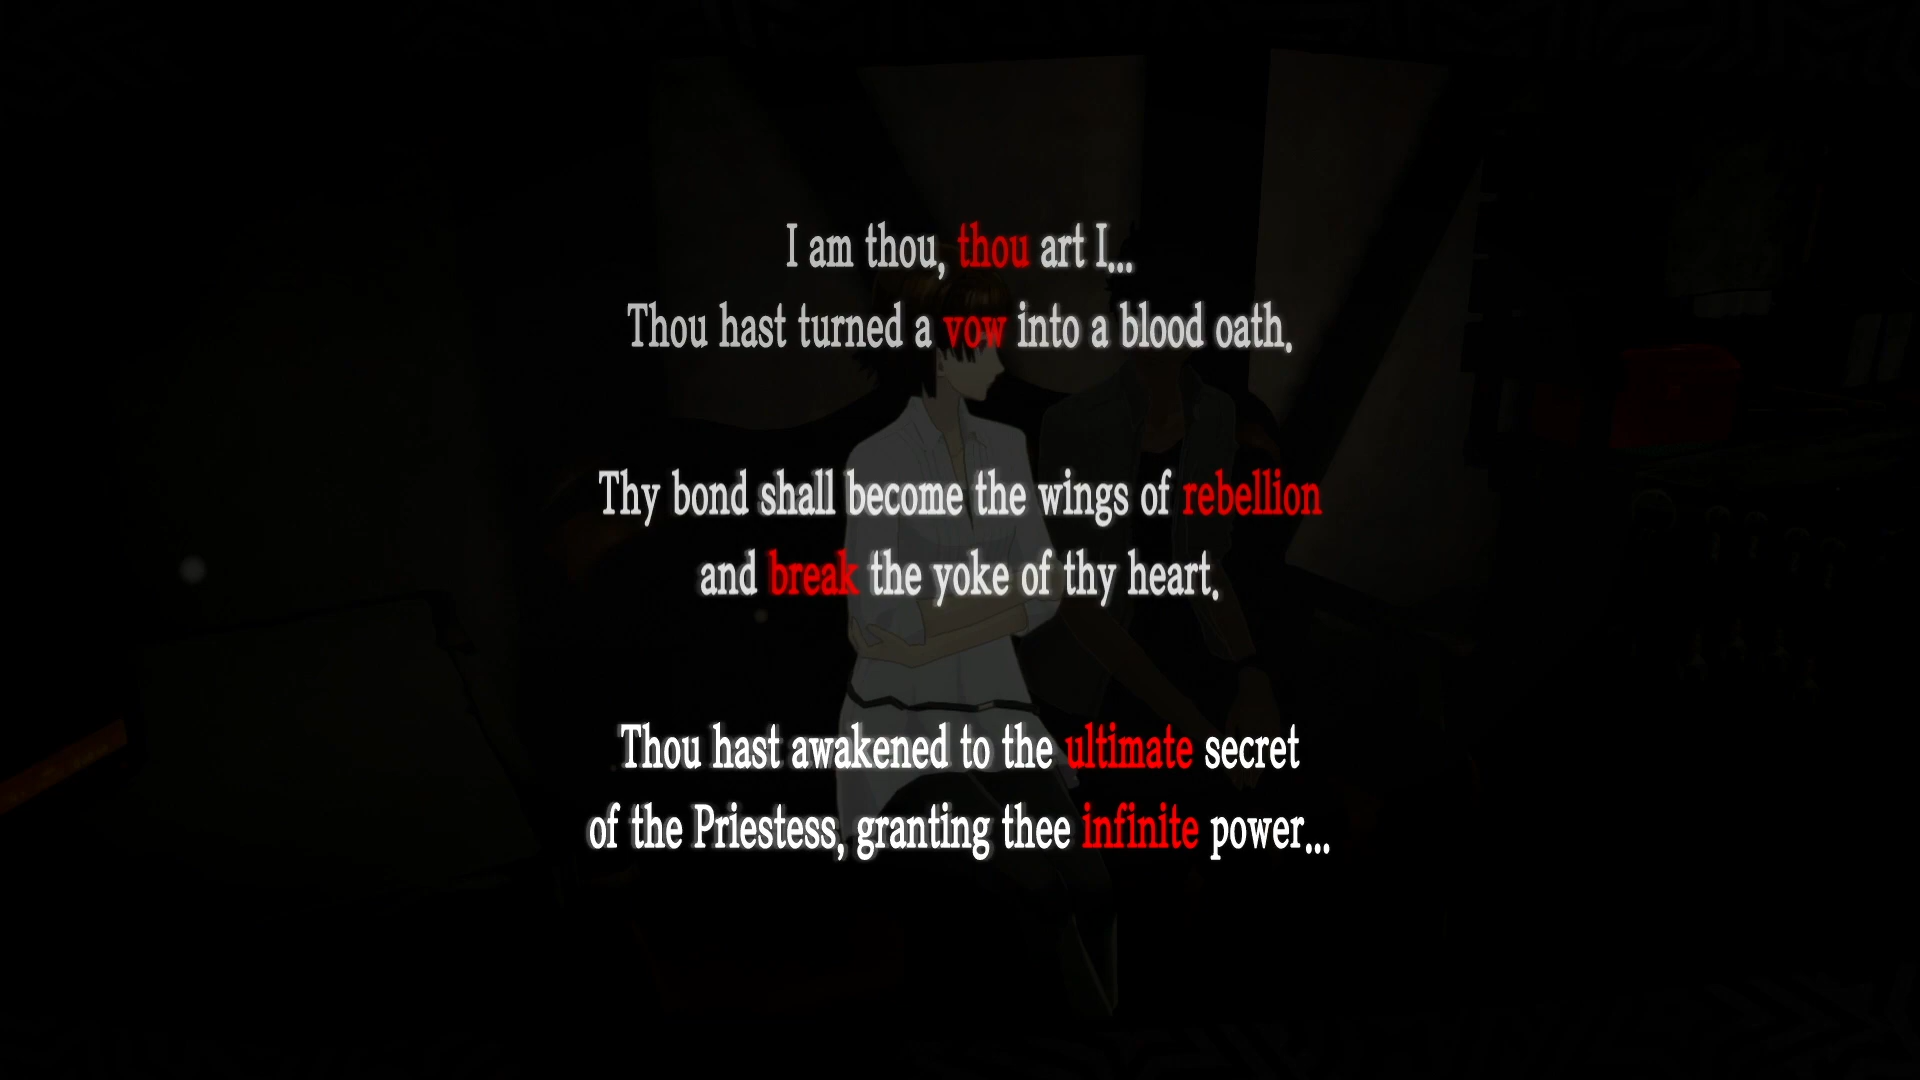 I am thou, thou art I...
Thou hast turned a vow into a blood oath.
Thy bond shall become the wings of rebellion
and break the yoke of thy heart.
Thou hast awakened to the ultimate secret
of the Priestess, granting thee infinite power...